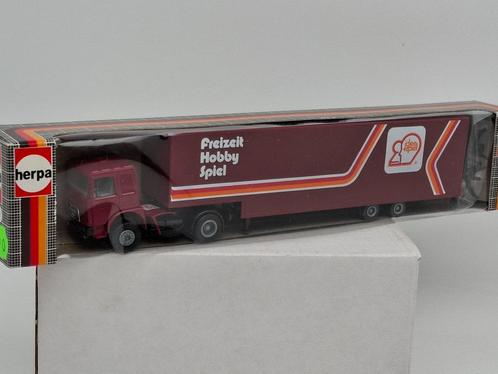 herpa
Freizeit
Hobby
Spiel